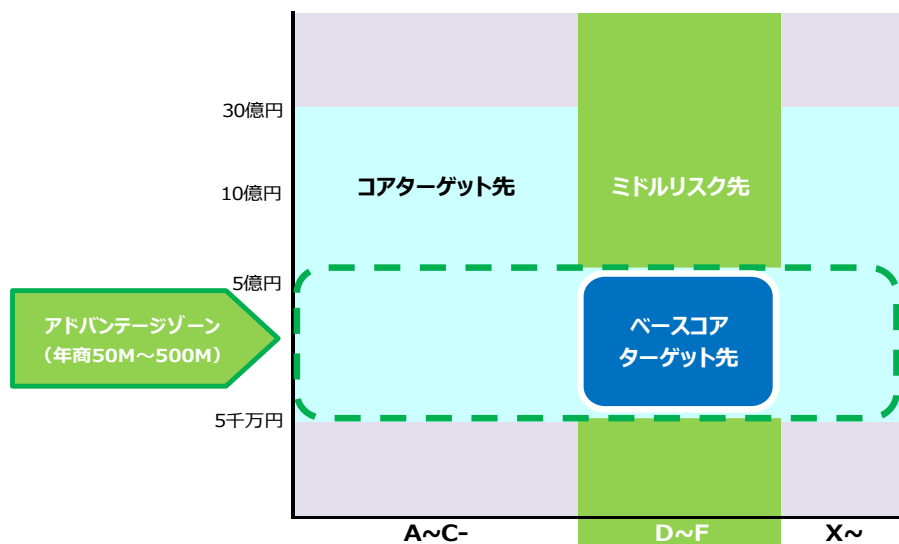 30億円
10億円
5億円
5千万円
コアターゲット先
ミドルリスク先
アドバンテージゾーン
（年商50M～500M）
ベースコア
ターゲット先
A~C-
D~F
X~